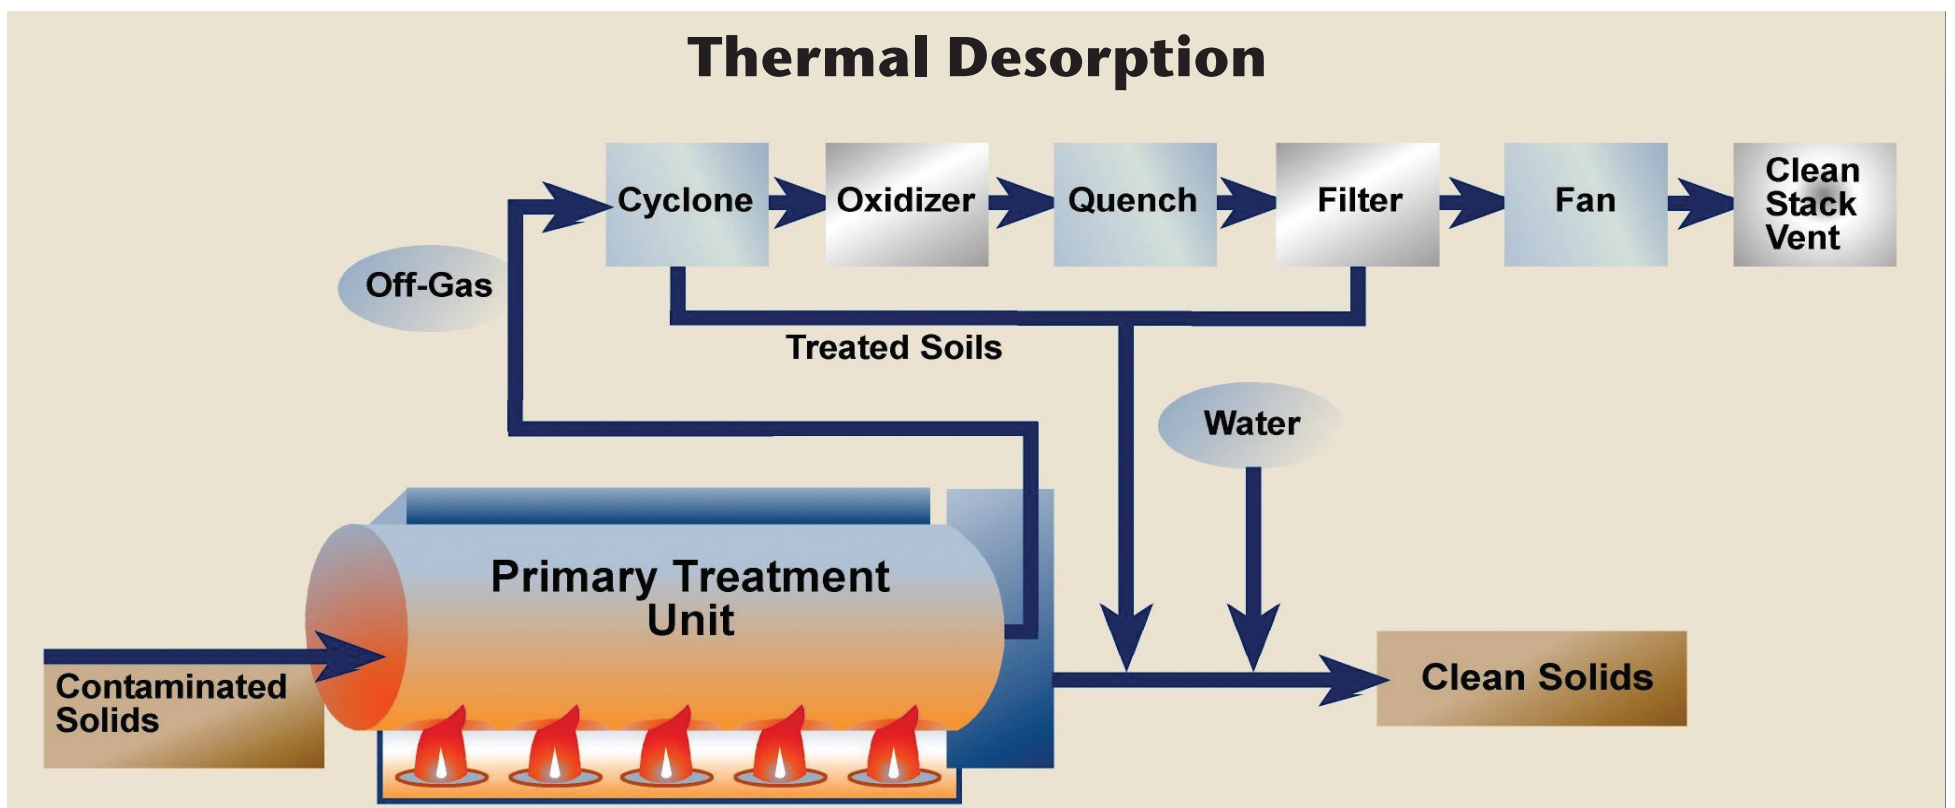 Thermal Desorption
Cyclone
Oxidizer
Quench
Filter
Fan
Clean
Stack
Vent
Off-Gas
Treated Soils
Water
Primary Treatment
Unit
Contaminated
Solids
Clean Solids